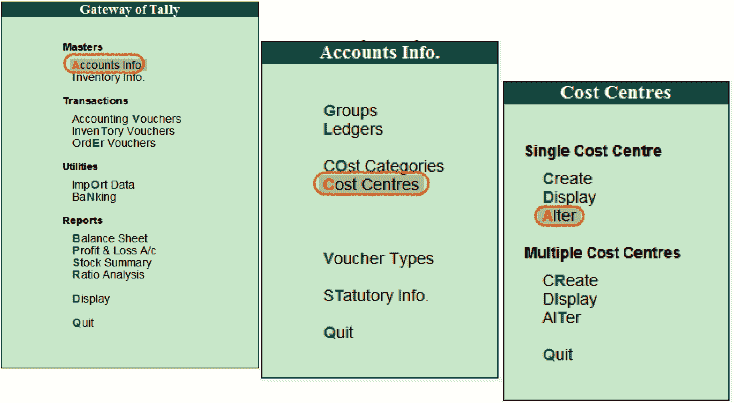 Gateway of Tally
Masters
Accounts Info.
Inventory Info.
Transactions
Accounting Vouchers
InvenTory Vouchers
OrdEr Vouchers
Utilities
ImpOrt Data
BaNking
Reports
Balance Sheet
Profit & Loss A/c
Stock Summary
Ratio Analysis
Display
Quit
Accounts Info.
Groups
Ledgers
COst Categories
Cost Centres
Voucher Types
STatutory Info.
Quit
Cost Centres
Single Cost Centre
Create
Display
Alter
Multiple Cost Centres
CReate
DIsplay
AlTer
Quit